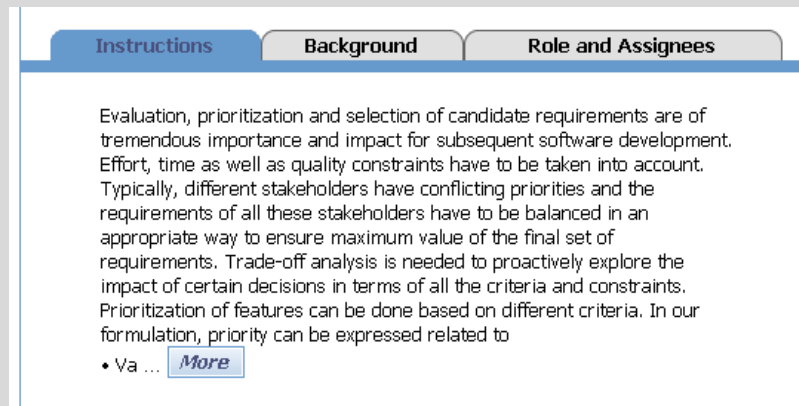 Instructions Background Role and Assignees
Evaluation, prioritization and selection of candidate requirements are of
tremendous importance and impact for subsequent software development.
Effort, time as well as quality constraints have to be taken into account.
Typically, different stakeholders have conflicting priorities and the
requirements of all these stakeholders have to be balanced in an
appropriate way to ensure maximum value of the final set of
requirements. Trade-off analysis is needed to proactively explore the
impact of certain decisions in terms of all the criteria and constraints.
Prioritization of features can be done based on different criteria. In our
formulation, priority can be expressed related to
• Va ... More